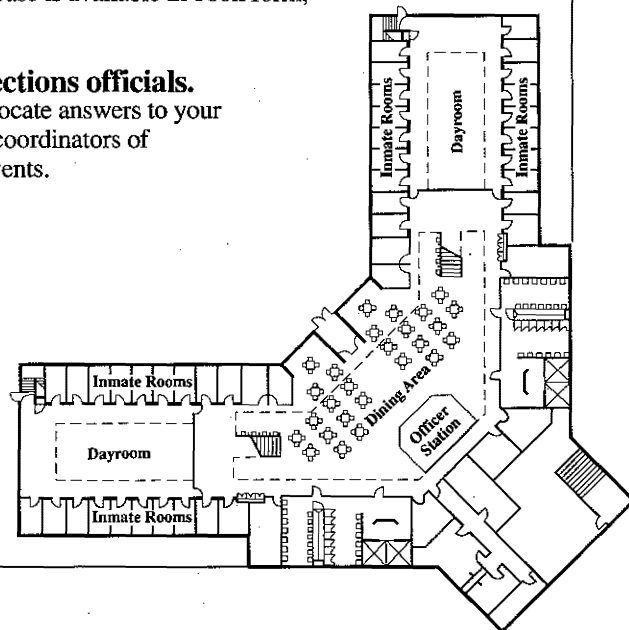 ections officials.
ocate answers to your
coordinators of
ents.
Inmate Rooms
Dayroom
Inmate Rooms
Dining Area
Officer
Station
Inmate Rooms
Dayroom
Inmate Rooms